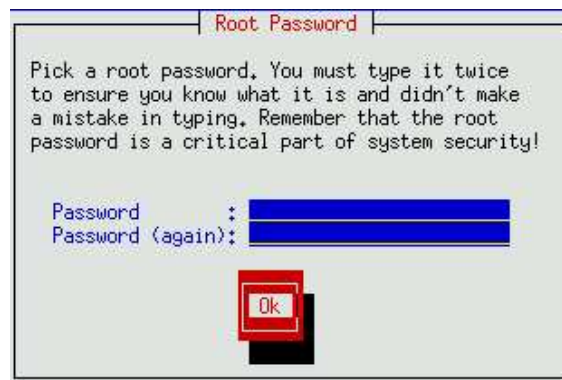 Root Password
Pick a root password. You must type it twice
to ensure you know what it is and didn't make
a mistake in typing. Remember that the root
password is a critical part of system security!
Password :
Password (again):
Ok